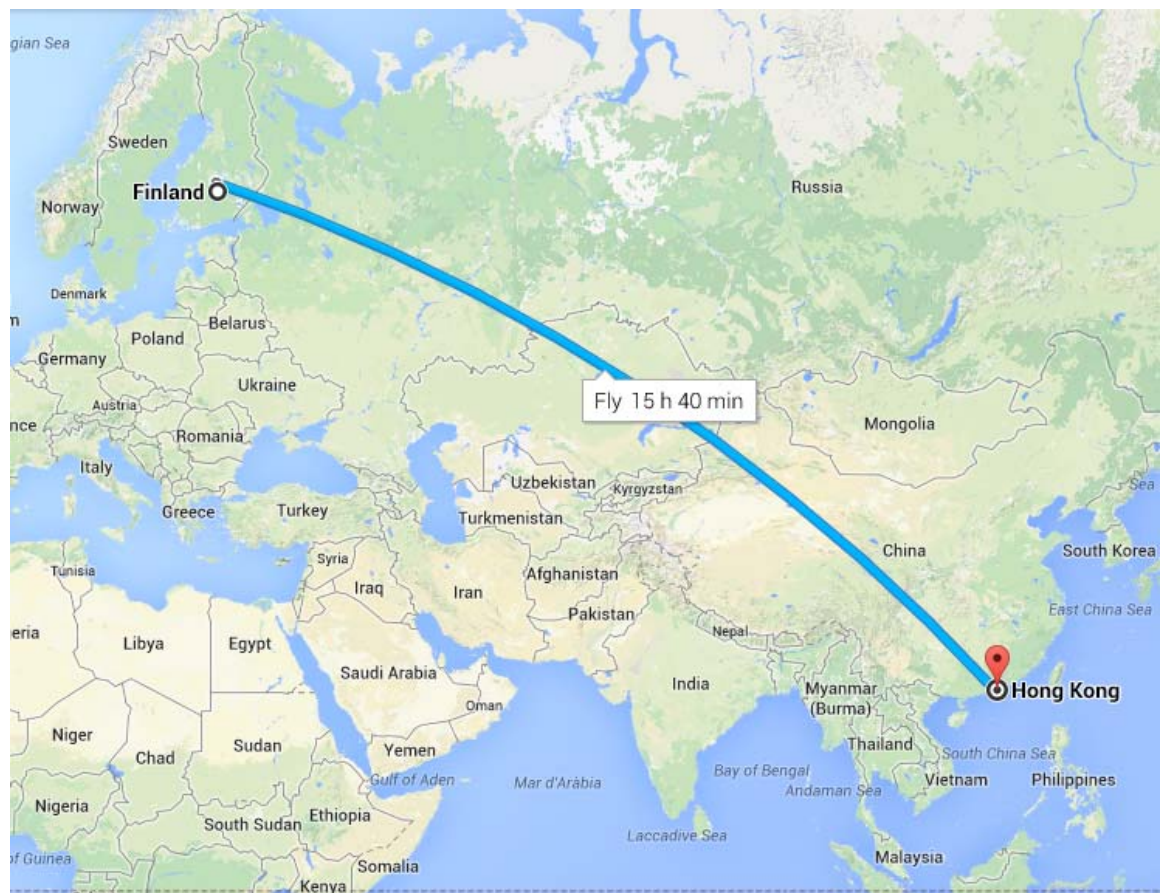 gian Sea
Sweden
Finland
Norway
Russia
Denmark
m
Belarus
Poland
Germany
Ukraine
Fly 15 h 40 min
Austria
nce
Mongolia
Romania
Italy
Uzbekistan
Kyrgyzstan
Sea
Greece
Turkey
Turkmenistan
China
South Korea
Syria
Tunisia
Afghanistan
Iraq
Iran
Pakistan
East China Sea
eria
Libya
Egypt
Nepal
Saudi Arabia
India
Myanmar
(Burma)
Hong Kong
Oman
Niger
Sudan
Chad
Yemen
Thailand
South China Sea
Gulf of Aden
Mar d'Aràbia
Bay of Bengal
Andaman Sea
Vietnam
Philippines
Nigeria
South Sudan
Ethiopia
Laccadive Sea
of Guinea
Somalia
Malaysia
Kenya